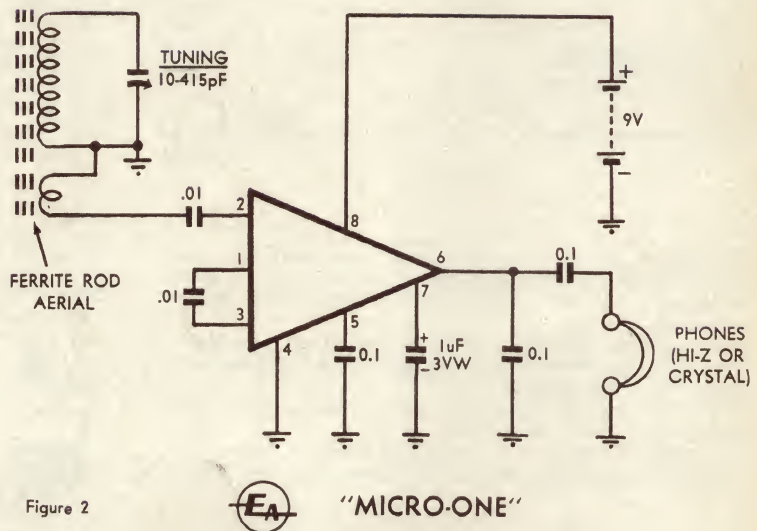 TUNING
10-415pF
+
9V
-
.01
2
8
FERRITE ROD
AERIAL
.01
1
3
6
7
0.1
4
5
0.1
+
1uF
-
3VW
0.1
PHONES
(HI-Z OR
CRYSTAL)
Figure 2
EA
"MICRO-ONE"